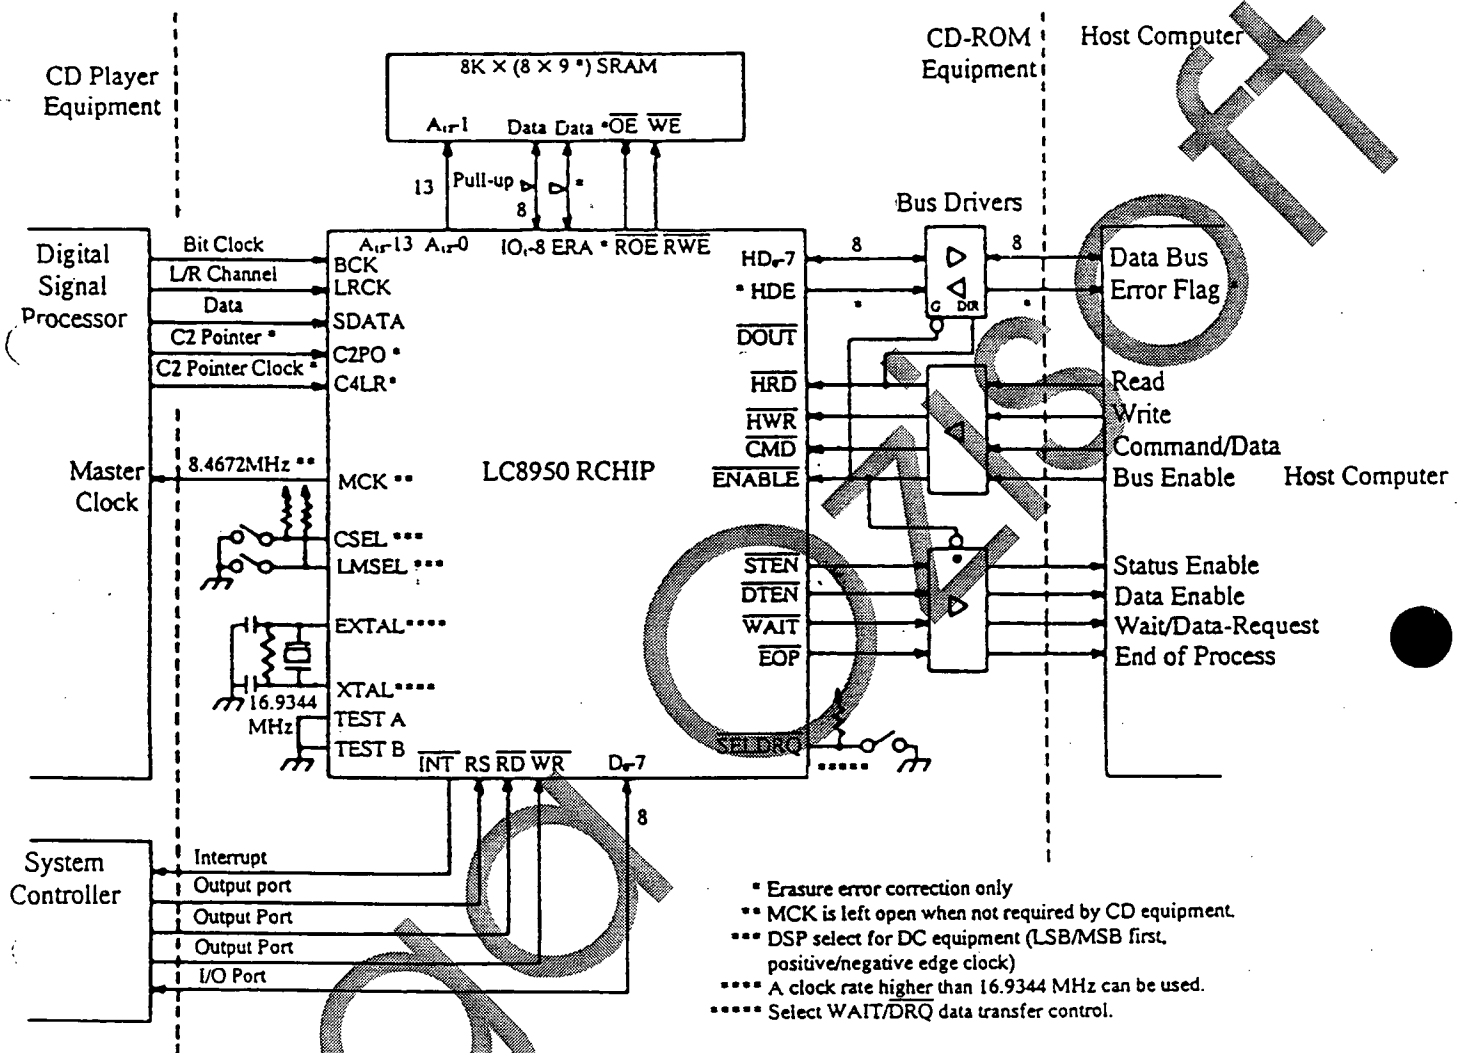 CD Player
Equipment
8K × (8 × 9 *) SRAM
A₁₂-1 Data Data *OE WE
13 Pull-up *
8
CD-ROM
Equipment
Host Computer
Bus Drivers
Digital
Signal
Processor
Bit Clock
L/R Channel
Data
C2 Pointer *
C2 Pointer Clock *
A₁₅-13 A₁₂-0 IO₁-8 ERA * ROE RWE
BCK
LRCK
SDATA
C2PO *
C4LR*
HD₀-7
* HDE
DOUT
HRD
HWR
CMD
ENABLE
8
*
G DIR
8
*
Data Bus
Error Flag *
Read
Write
Command/Data
Bus Enable
Host Computer
Master
Clock
8.4672MHz **
MCK **
LC8950 RCHIP
CSEL ***
LMSEL ***
EXTAL****
XTAL****
16.9344
MHz
TEST A
TEST B
STEN
DTEN
WAIT
EOP
SELDRQ
*****
*
Status Enable
Data Enable
Wait/Data-Request
End of Process
INT RS RD WR D₀-7
8
System
Controller
Interrupt
Output port
Output Port
Output Port
I/O Port
* Erasure error correction only
** MCK is left open when not required by CD equipment.
*** DSP select for DC equipment (LSB/MSB first,
positive/negative edge clock)
**** A clock rate higher than 16.9344 MHz can be used.
***** Select WAIT/DRQ data transfer control.